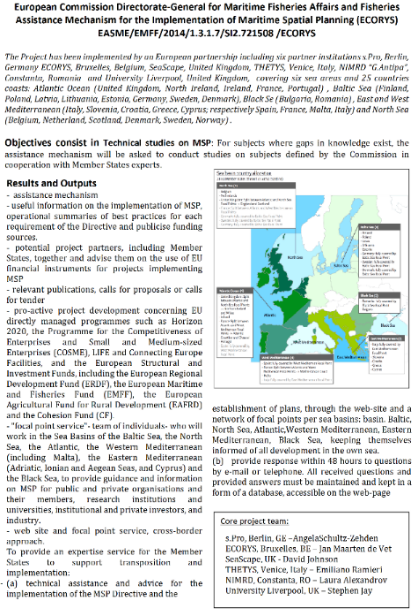 European Commission Directorate-General for Maritime Fisheries Affairs and Fisheries
Assistance Mechanism for the Implementation of Maritime Spatial Planning (ECORYS)
EASME/EMFF/2014/1.3.1.7/SI2.721508 /ECORYS
The Project has been implemented by an European partnership including six partner institutions s.Pro, Berlin,
Germany ECORYS, Bruxelles, Belgium, SeaScape, United Kingdom, THETYS, Venice, Italy, NIMRD "G.Antipa",
Constanta, Romania and University Liverpool, United Kingdom, covering six sea areas and 25 countries
coasts: Atlantic Ocean (United Kingdom, North Ireland, Ireland, France, Portugal) , Baltic Sea (Finland,
Poland, Latvia, Lithuania, Estonia, Germany, Sweden, Denmark), Black Se (Bulgaria, Romania) , East and West
Mediterranean (Italy, Slovenia, Croatia, Greece, Cyprus; respectively Spain, France, Malta, Italy) and North Sea
(Belgium, Netherland, Scotland, Denmark, Sweden, Norway) .
Objectives consist in Technical studies on MSP: For subjects where gaps in knowledge exist, the
assistance mechanism will be asked to conduct studies on subjects defined by the Commission in
cooperation with Member States experts.
Results and Outputs
- assistance mechanism
- useful information on the implementation of MSP,
operational summaries of best practices for each
requirement of the Directive and publicise funding
sources.
- potential project partners, including Member
States, together and advise them on the use of EU
financial instruments for projects implementing
MSP
- relevant publications, calls for proposals or calls
for tender
- pro-active project development concerning EU
directly managed programmes such as Horizon
2020, the Programme for the Competitiveness of
Enterprises and Small and Medium-sized
Enterprises (COSME), LIFE and Connecting Europe
Facilities, and the European Structural and
Investment Funds, including the European Regional
Development Fund (ERDF), the European Maritime
and Fisheries Fund (EMFF), the European
Agricultural Fund for Rural Development (EAFRD)
and the Cohesion Fund (CF).
- "focal point service"- team of individuals- who will
work in the Sea Basins of the Baltic Sea, the North
Sea, the Atlantic, the Western Mediterranean
(including Malta), the Eastern Mediterranean
(Adriatic, Ionian and Aegean Seas, and Cyprus) and
the Black Sea, to provide guidance and information
on MSP for public and private organisations and
their members, research institutions and
universities, institutional and private investors, and
industry.
- web site and focal point service, cross-border
approach.
To provide an expertise service for the Member
States to support transposition and
implementation:
- (a) technical assistance and advice for the
implementation of the MSP Directive and the
establishment of plans, through the web-site and a
network of focal points per sea basins: basin. Baltic,
North Sea, Atlantic,Western Mediterranean, Eastern
Mediterranean, Black Sea, keeping themselves
informed of all development in the own sea.
(b) provide response within 48 hours to questions
by e-mail or telephone. All received questions and
provided answers must be maintained and kept in a
form of a database, accessible on the web-page
Core project team:
s.Pro, Berlin, GE –AngelaSchultz-Zehden
ECORYS, Bruxelles, BE – Jan Maarten de Vet
SeaScape, UK - David Johnson
THETYS, Venice, Italy – Emiliano Ramieri
NIMRD, Constanta, RO – Laura Alexandrov
University Liverpool, UK – Stephen Jay